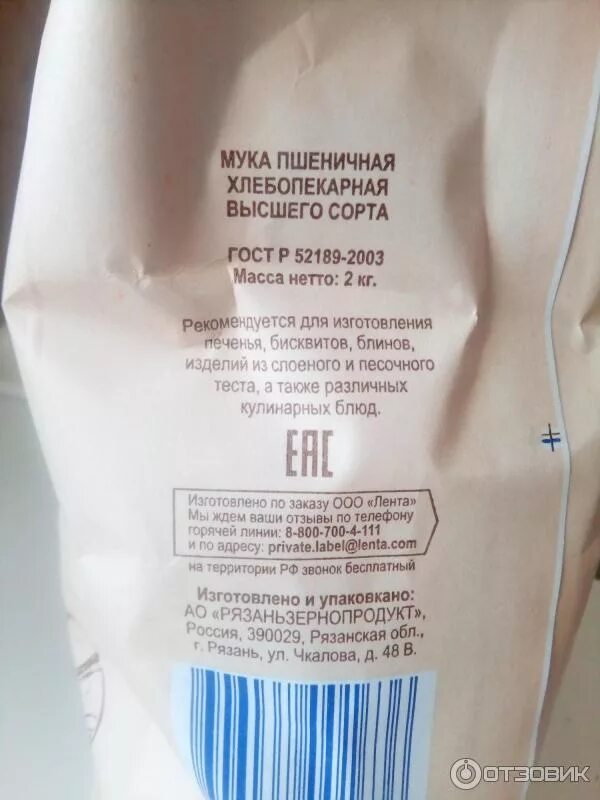 МУКА ПШЕНИЧНАЯ
ХЛЕБОПЕКАРНАЯ
ВЫСШЕГО СОРТА
ГОСТ Р 52189-2003
Масса нетто: 2 кг.
Рекомендуется для изготовления
печенья, бисквитов, блинов,
изделий из слоеного и песочного
теста, а также различных
кулинарных блюд.
ЕАС
Изготовлено по заказу ООО «Лента»
Мы ждем ваши отзывы по телефону
горячей линии: 8-800-700-4-111
и по адресу: private.label@lenta.com
на территории РФ звонок бесплатный
Изготовлено и упаковано:
АО «РЯЗАНЬЗЕРНОПРОДУКТ»,
Россия, 390029, Рязанская обл.,
г. Рязань, ул. Чкалова, д. 48 В.
ОТЗОВИК